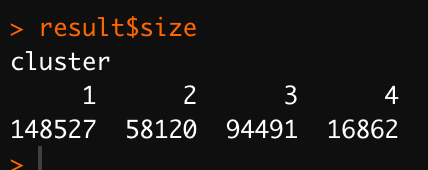 > result$size
cluster
1 2 3 4
148527 58120 94491 16862
>